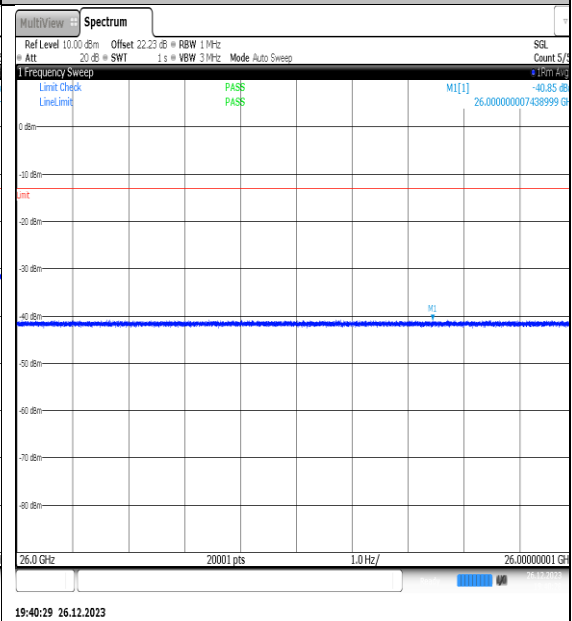 MultiView Spectrum
Ref Level 10.00 dBm Offset 22.23 dB RBW 1 MHz SGL
Att 20 dB SWT 1 s VBW 3 MHz Mode Auto Sweep Count 5/5
1 Frequency Sweep 1Rm Avg
Limit Check PASS M1[1] -40.85 dB
LineLimit PASS 26.000000007438999 GH
0 dBm
-10 dBm
Limit
-20 dBm
-30 dBm
-40 dBm
M1
-50 dBm
-60 dBm
-70 dBm
-80 dBm
26.0 GHz 20001 pts 1.0 Hz/ 26.00000001 GH
26.12.2023
19:40:29 26.12.2023